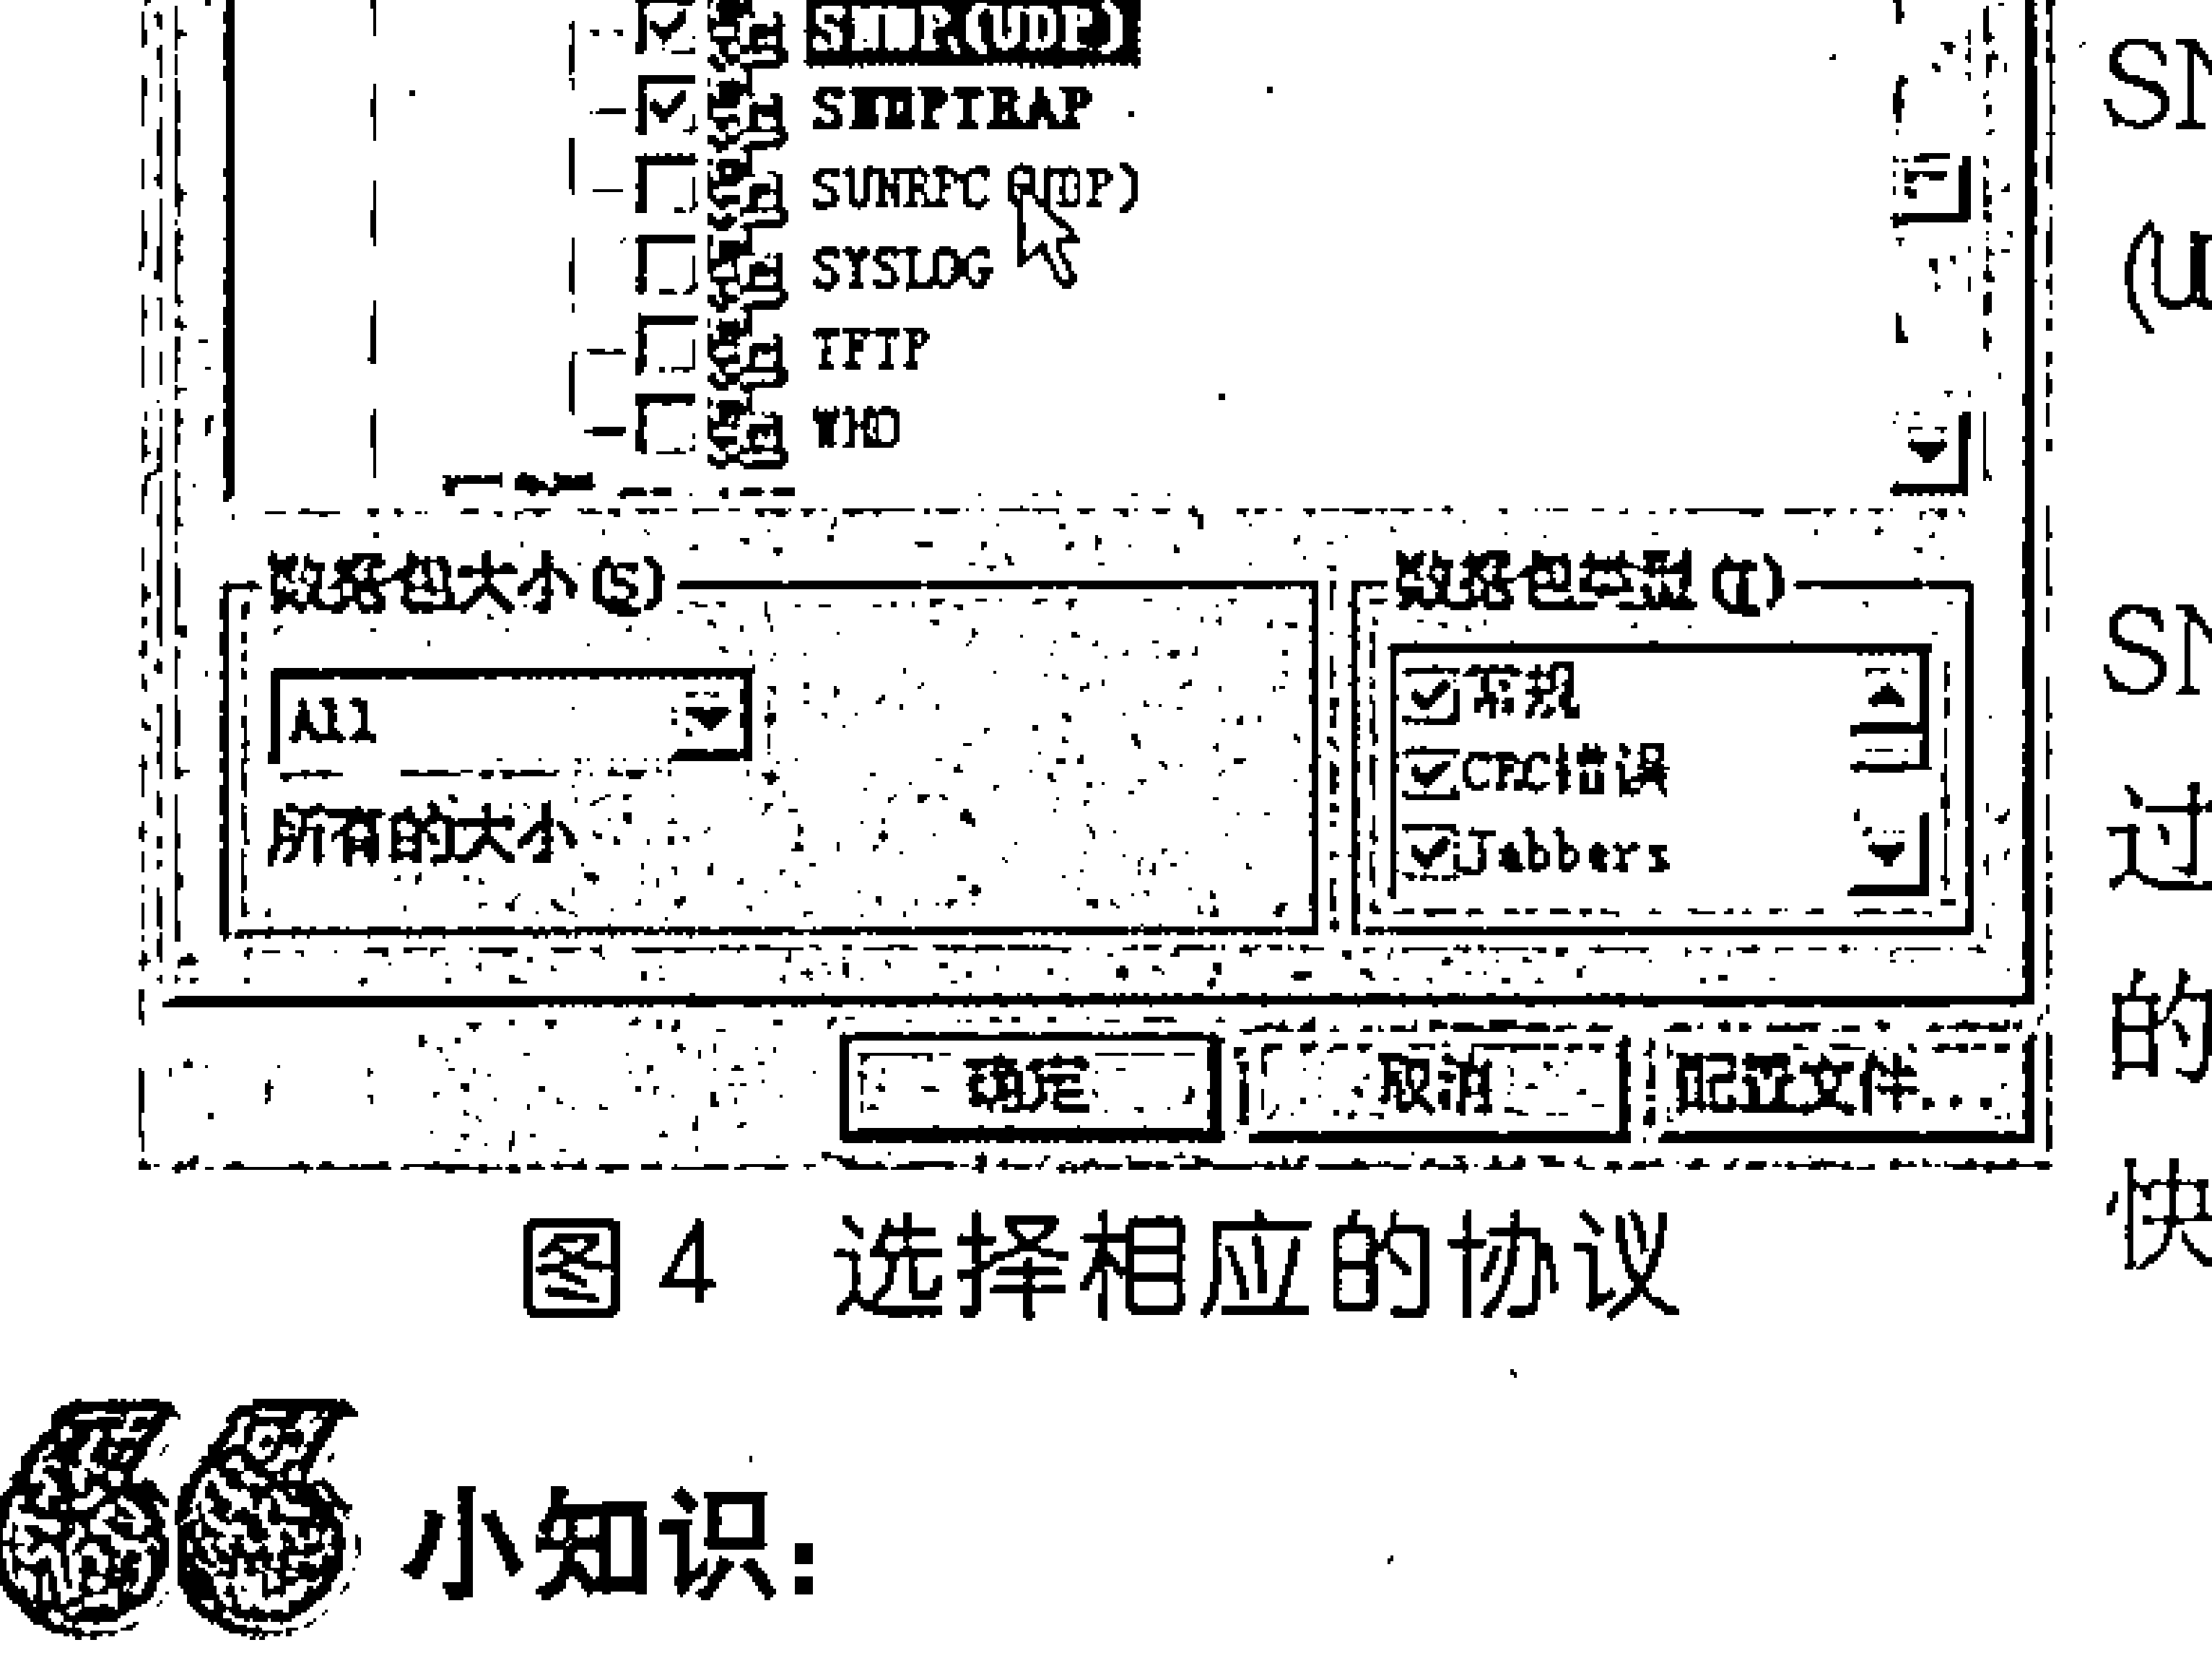 SNMP(UDP)
SNMPTRAP
SUNRPC(UDP)
SYSLOG
TFTP
WHO
数据包大小(S)
All
所有的大小
数据包类型(T)
常规
CRC错误
Jabbers
确定
取消
配置文件...
图4 选择相应的协议
小知识:
SN
(u
SN
过
的
快